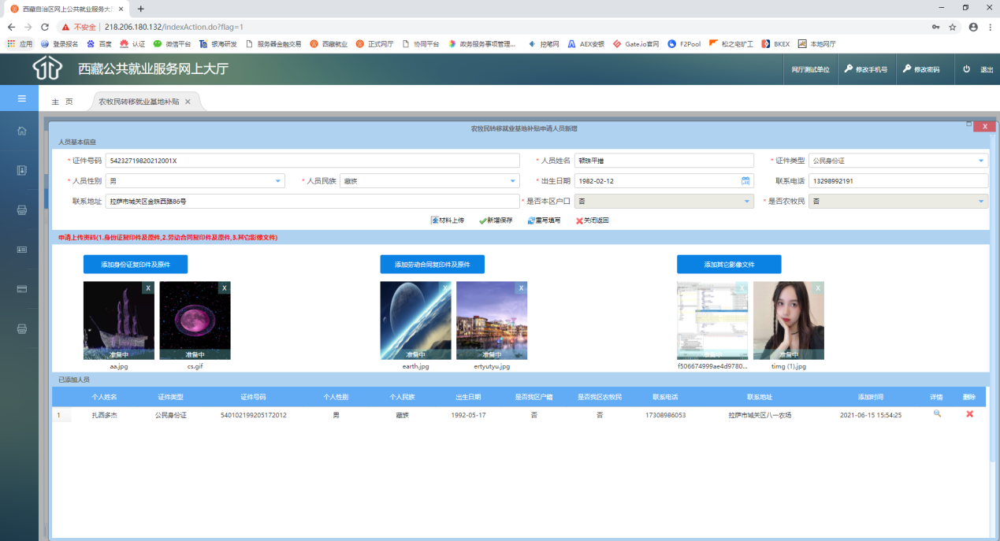 西藏自治区网上公共就业服务大厅
不安全 | 218.206.180.132/indexAction.do?flag=1
应用 登录报名 百度 认证 微信平台 银海研发 服务器金融交易 西藏就业 正式网厅 协同平台 政务服务事项管理... 挖笔网 AEX安银 Gate.io官网 F2Pool 松之宅矿工 BKEX 本地网厅
西藏公共就业服务网上大厅 网厅测试单位 修改手机号 修改密码 退出
主 页 农牧民转移就业基地补贴
农牧民转移就业基地补贴申请人员新增 X
人员基本信息
* 证件号码 54232719820212001X * 人员姓名 顿珠平措 * 证件类型 公民身份证
* 人员性别 男 * 人员民族 藏族 * 出生日期 1982-02-12 联系电话 13298992191
联系地址 拉萨市城关区金珠西路86号 * 是否本区户口 否 * 是否农牧民 否
材料上传 新增保存 重写填写 关闭返回
申请上传资料(1.身份证复印件及原件,2.劳动合同复印件及原件,3.其它影像文件)
添加身份证复印件及原件 添加劳动合同复印件及原件 添加其它影像文件
X X X X X X
准备中 准备中 准备中 准备中 准备中 准备中
aa.jpg cs.gif earth.jpg ertyutyu.jpg f506674999ae4d9780... timg (1).jpg
已添加人员
个人姓名 证件类型 证件号码 个人性别 个人民族 出生日期 是否我区户籍 是否我区农牧民 联系电话 联系地址 添加时间 详情 删除
1 扎西多杰 公民身份证 540102199205172012 男 藏族 1992-05-17 否 否 17308986053 拉萨市城关区八一农场 2021-06-15 15:54:25